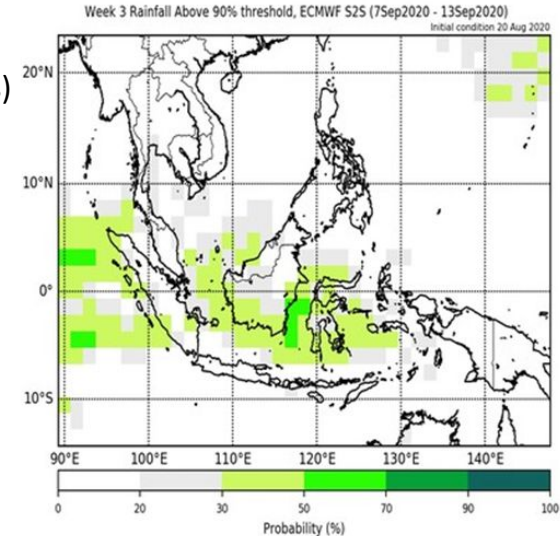 Week 3 Rainfall Above 90% threshold, ECMWF S2S (7Sep2020 - 13Sep2020)
Initial condition 20 Aug 2020
)
20°N
10°N
0°
10°S
90°E 100°E 110°E 120°E 130°E 140°E
0 20 30 50 70 90 100
Probability (%)